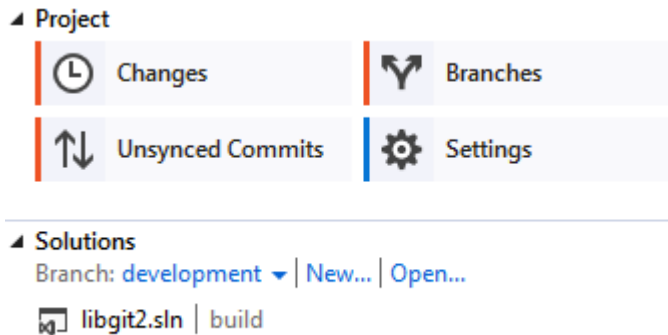 Project
Changes
Branches
Unsynced Commits
Settings
Solutions
Branch: development | New... | Open...
libgit2.sln | build